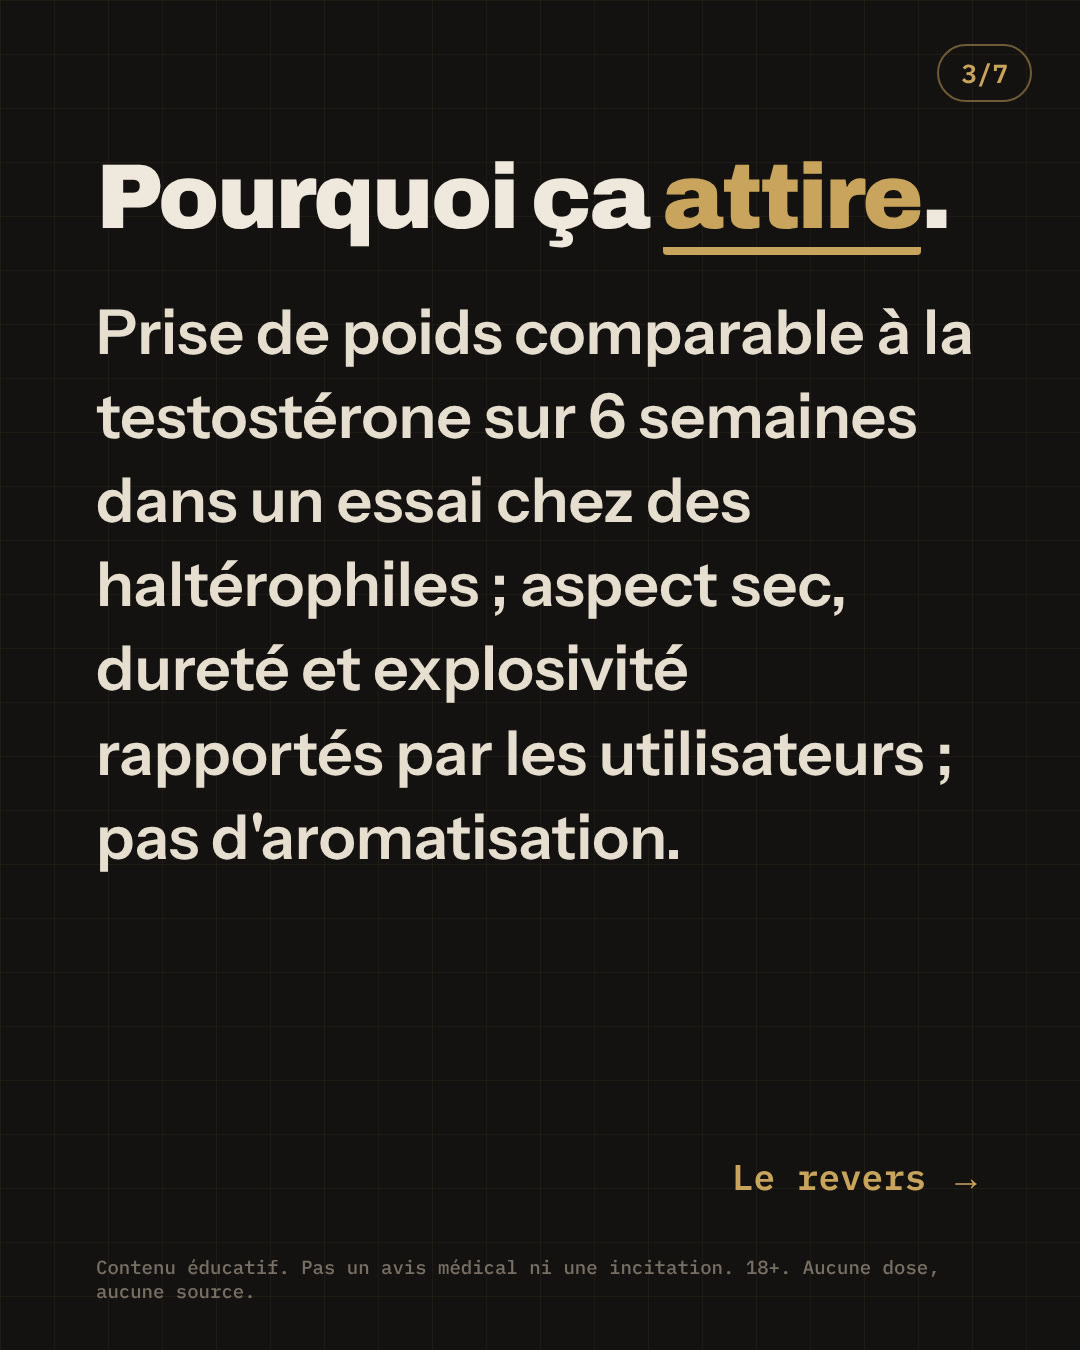 3/7
Pourquoi ça attire.
Prise de poids comparable à la
testostérone sur 6 semaines
dans un essai chez des
haltérophiles ; aspect sec,
dureté et explosivité
rapportés par les utilisateurs ;
pas d'aromatisation.
Le revers →
Contenu éducatif. Pas un avis médical ni une incitation. 18+. Aucune dose,
aucune source.